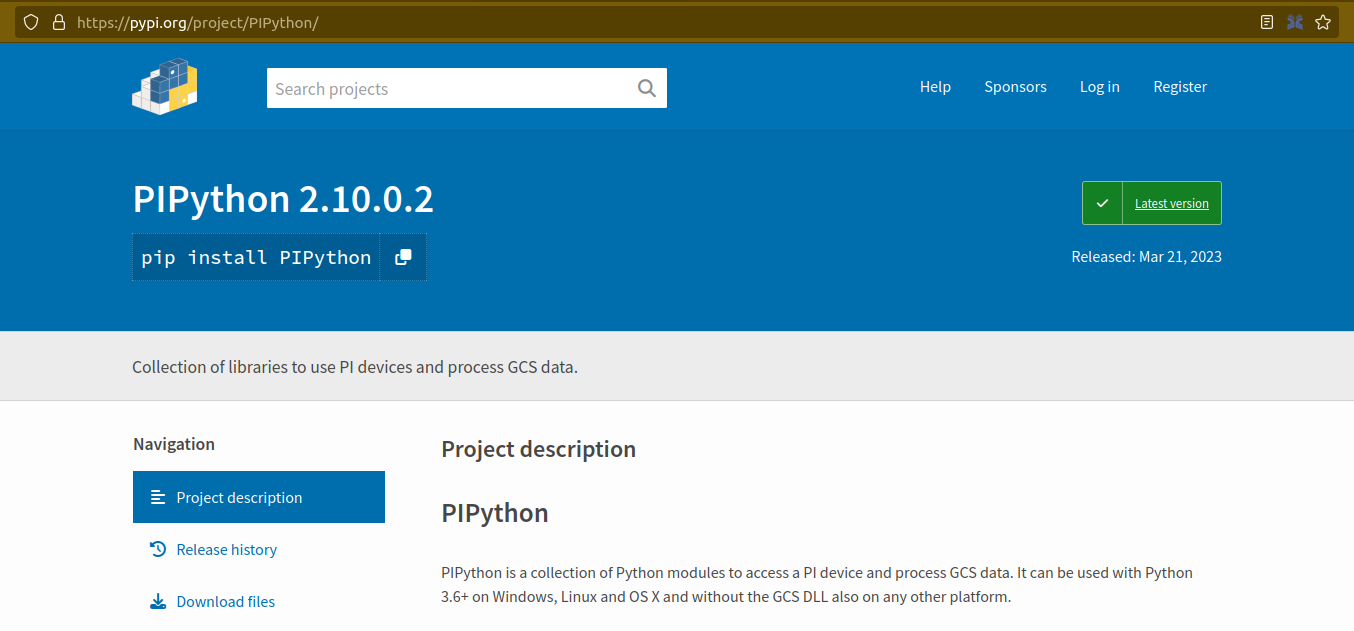 https://pypi.org/project/PIPython/
Search projects
Help
Sponsors
Log in
Register
PIPython 2.10.0.2
Latest version
pip install PIPython
Released: Mar 21, 2023
Collection of libraries to use PI devices and process GCS data.
Navigation
Project description
Release history
Download files
Project description
PIPython
PIPython is a collection of Python modules to access a PI device and process GCS data. It can be used with Python
3.6+ on Windows, Linux and OS X and without the GCS DLL also on any other platform.